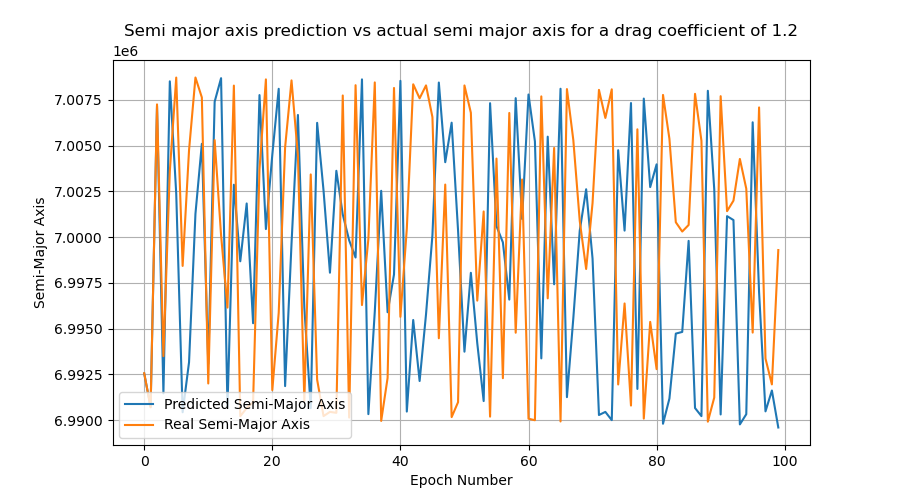 Semi major axis prediction vs actual semi major axis for a drag coefficient of 1.2
1e6
7.0075
7.0050
7.0025
7.0000
6.9975
6.9950
6.9925
6.9900
Semi-Major Axis
Predicted Semi-Major Axis
Real Semi-Major Axis
0 20 40 60 80 100
Epoch Number